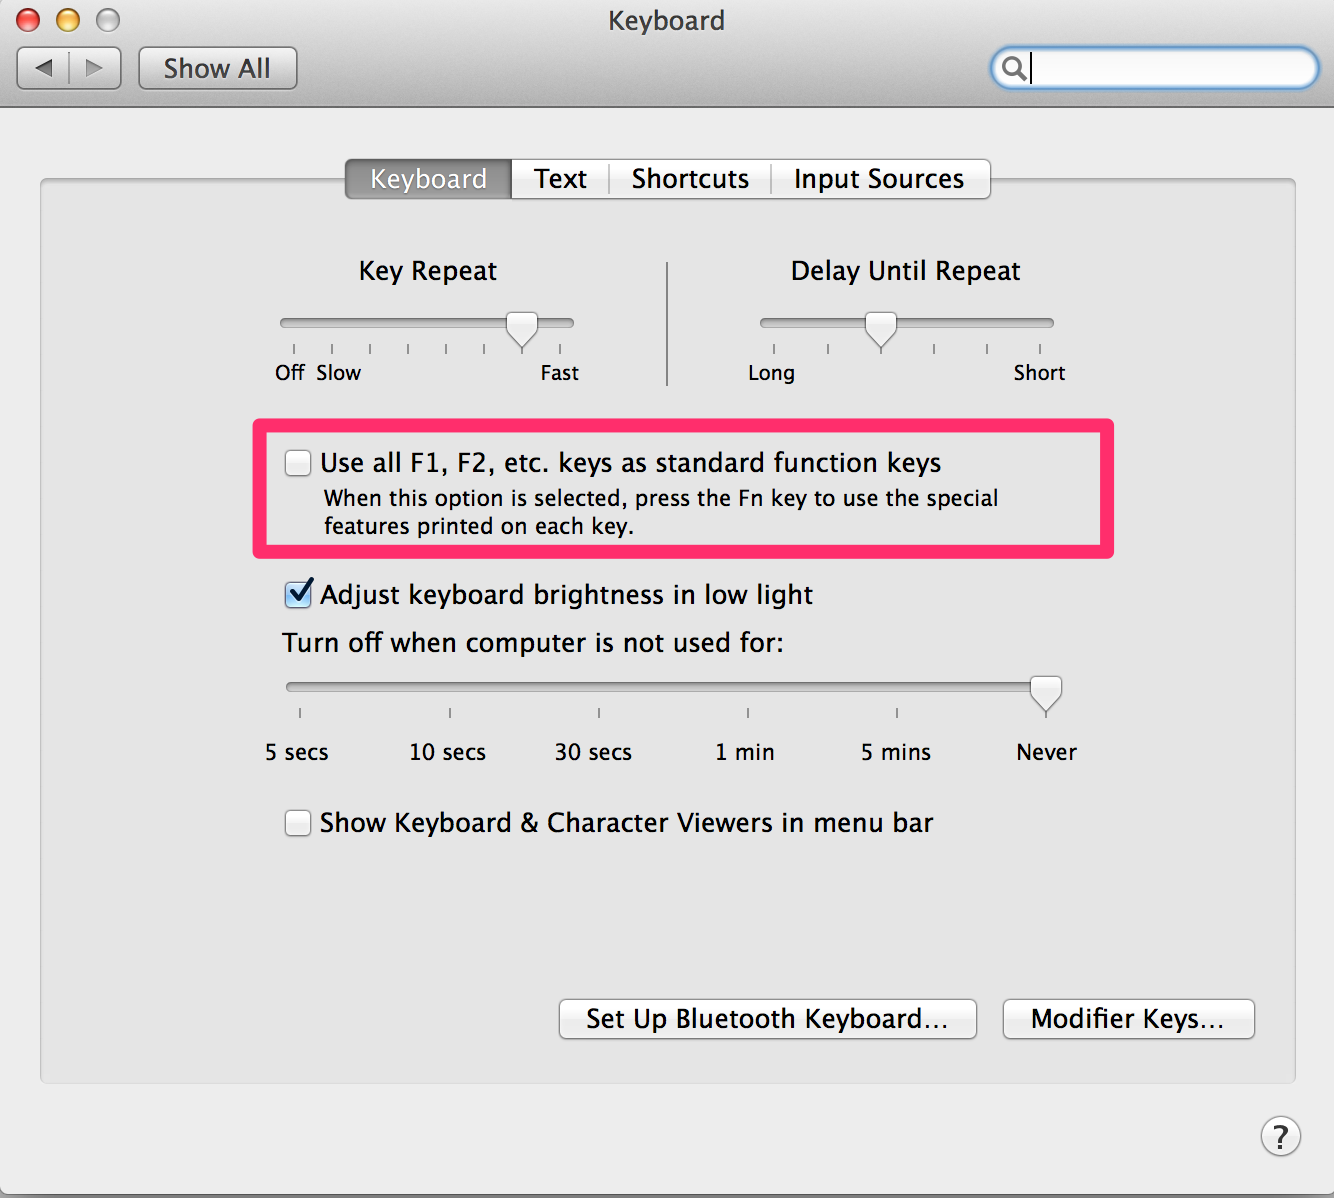 Keyboard
Show All
Keyboard Text Shortcuts Input Sources
Key Repeat
Off Slow Fast
Delay Until Repeat
Long Short
Use all F1, F2, etc. keys as standard function keys
When this option is selected, press the Fn key to use the special
features printed on each key.
Adjust keyboard brightness in low light
Turn off when computer is not used for:
5 secs 10 secs 30 secs 1 min 5 mins Never
Show Keyboard & Character Viewers in menu bar
Set Up Bluetooth Keyboard... Modifier Keys...
?